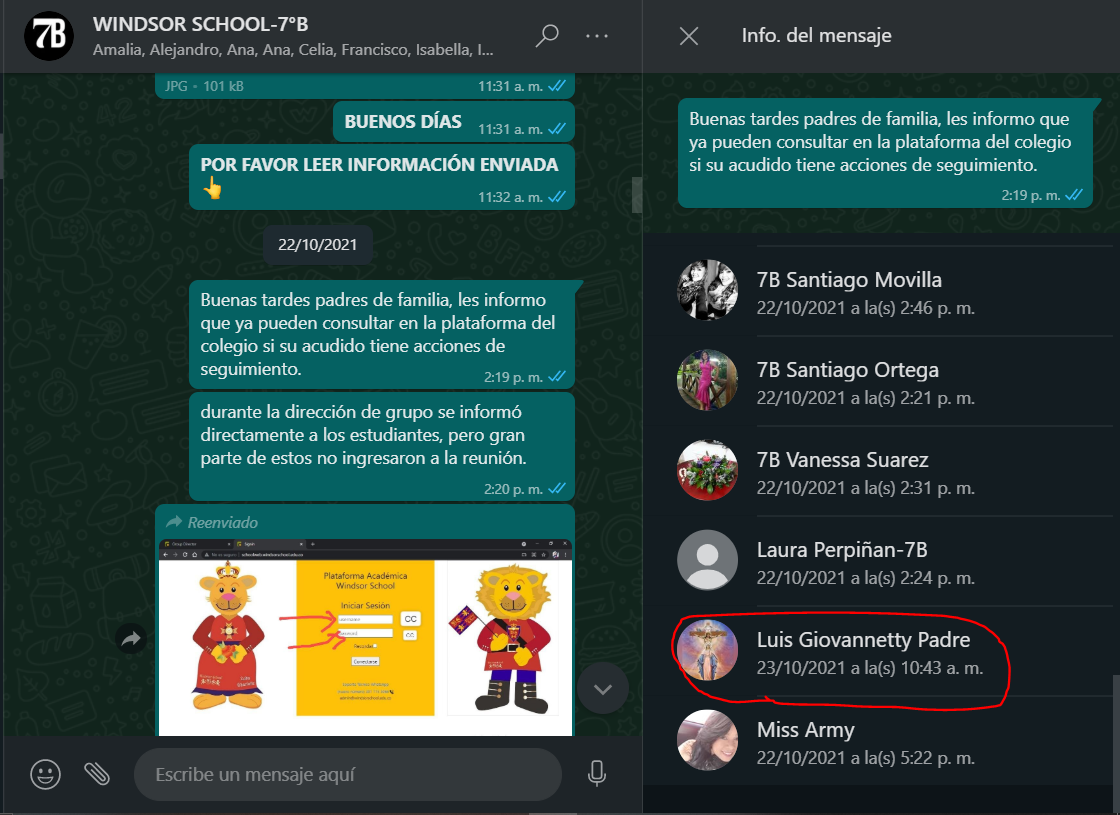 7B
WINDSOR SCHOOL-7°B
Amalia, Alejandro, Ana, Ana, Celia, Francisco, Isabella, I...
JPG • 101 kB
11:31 a. m.
BUENOS DÍAS
11:31 a. m.
POR FAVOR LEER INFORMACIÓN ENVIADA
👆
11:32 a. m.
22/10/2021
Buenas tardes padres de familia, les informo
que ya pueden consultar en la plataforma del
colegio si su acudido tiene acciones de
seguimiento.
2:19 p. m.
durante la dirección de grupo se informó
directamente a los estudiantes, pero gran
parte de estos no ingresaron a la reunión.
2:20 p. m.
Reenviado
Plataforma Académica
Windsor School
Iniciar Sesión
CC
CC
Escribe un mensaje aquí
Info. del mensaje
Buenas tardes padres de familia, les informo que
ya pueden consultar en la plataforma del colegio
si su acudido tiene acciones de seguimiento.
2:19 p. m.
7B Santiago Movilla
22/10/2021 a la(s) 2:46 p. m.
7B Santiago Ortega
22/10/2021 a la(s) 2:21 p. m.
7B Vanessa Suarez
22/10/2021 a la(s) 2:31 p. m.
Laura Perpiñan-7B
22/10/2021 a la(s) 2:24 p. m.
Luis Giovannetty Padre
23/10/2021 a la(s) 10:43 a. m.
Miss Army
22/10/2021 a la(s) 5:22 p. m.